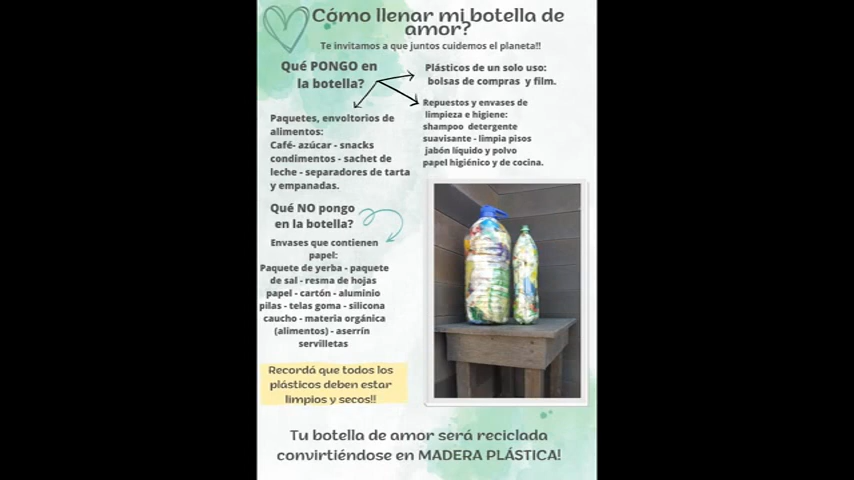 Cómo llenar mi botella de
amor?
Te invitamos a que juntos cuidemos el planeta!!
Qué PONGO en
la botella?
Plásticos de un solo uso:
bolsas de compras y film.
Repuestos y envases de
limpieza e higiene:
shampoo detergente
suavisante - limpia pisos
jabón líquido y polvo
papel higiénico y de cocina.
Paquetes, envoltorios de
alimentos:
Café- azúcar - snacks
condimentos - sachet de
leche - separadores de tarta
y empanadas.
Qué NO pongo
en la botella?
Envases que contienen
papel:
Paquete de yerba - paquete
de sal - resma de hojas
papel - cartón - aluminio
pilas - telas goma - silicona
caucho - materia orgánica
(alimentos) - aserrín
servilletas
Recordá que todos los
plásticos deben estar
limpios y secos!!
Tu botella de amor será reciclada
convirtiéndose en MADERA PLÁSTICA!